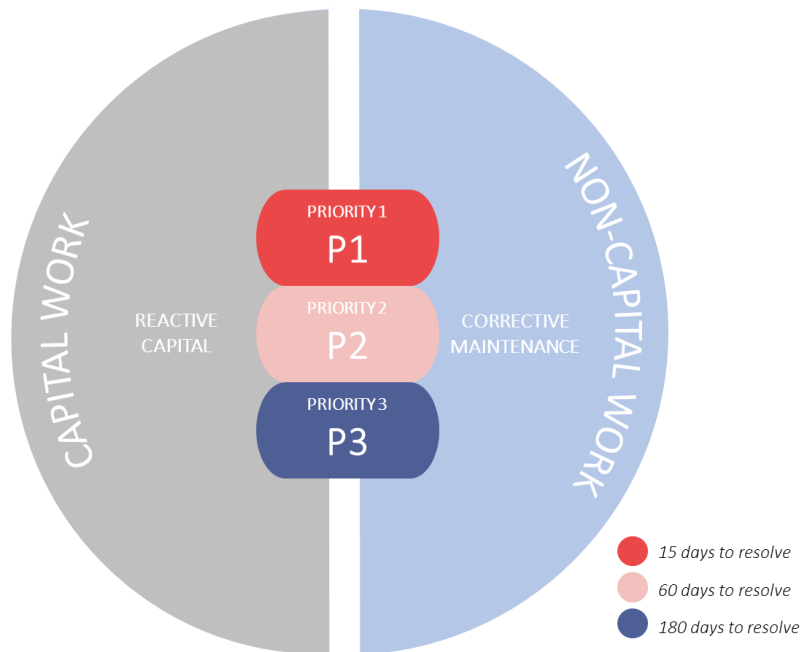 CAPITAL WORK
REACTIVE
CAPITAL
PRIORITY 1
P1
PRIORITY 2
P2
PRIORITY 3
P3
CORRECTIVE
MAINTENANCE
NON-CAPITAL WORK
15 days to resolve
60 days to resolve
180 days to resolve